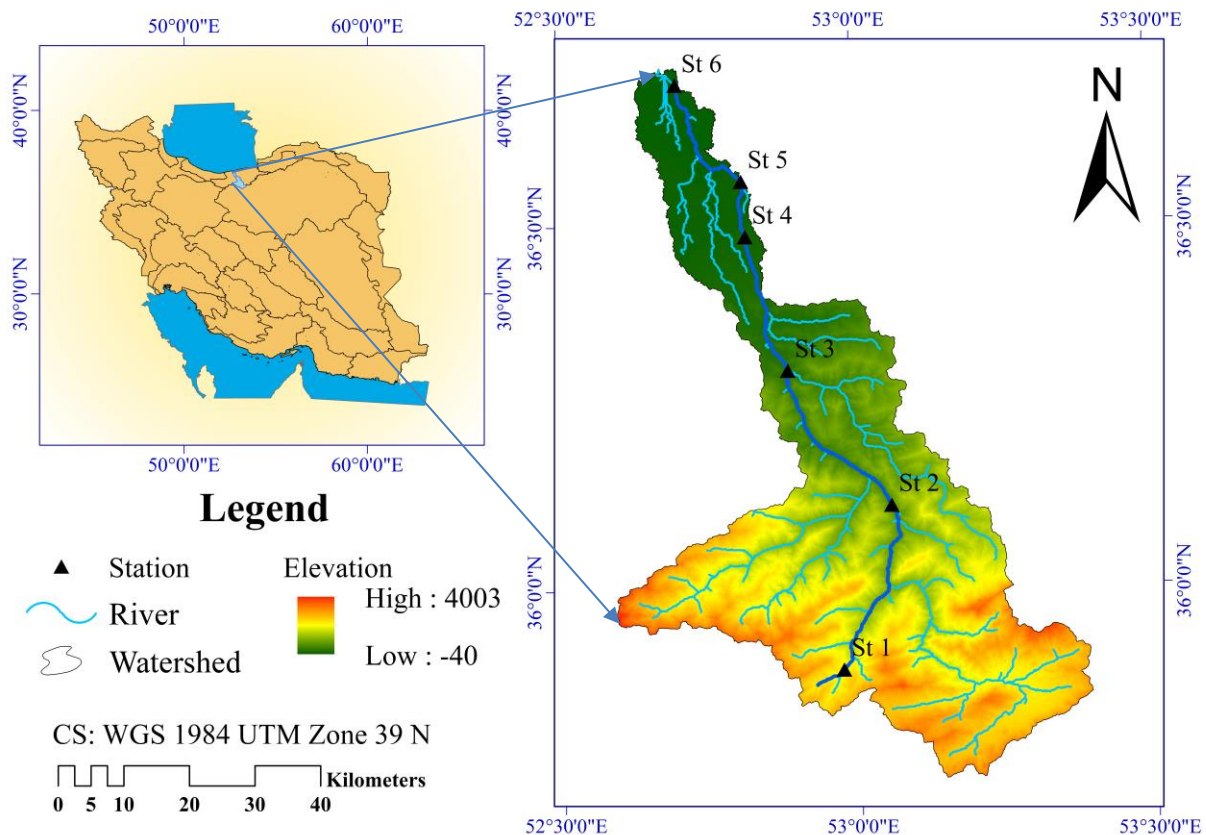 50°0'0"E
60°0'0"E
40°0'0"N
40°0'0"N
30°0'0"N
30°0'0"N
50°0'0"E
60°0'0"E
Legend
Station
River
Watershed
Elevation
High : 4003
Low : -40
CS: WGS 1984 UTM Zone 39 N
Kilometers
0 5 10 20 30 40
52°30'0"E
53°0'0"E
53°30'0"E
36°30'0"N
36°30'0"N
36°0'0"N
36°0'0"N
St 6
St 5
St 4
St 3
St 2
St 1
N
52°30'0"E
53°0'0"E
53°30'0"E